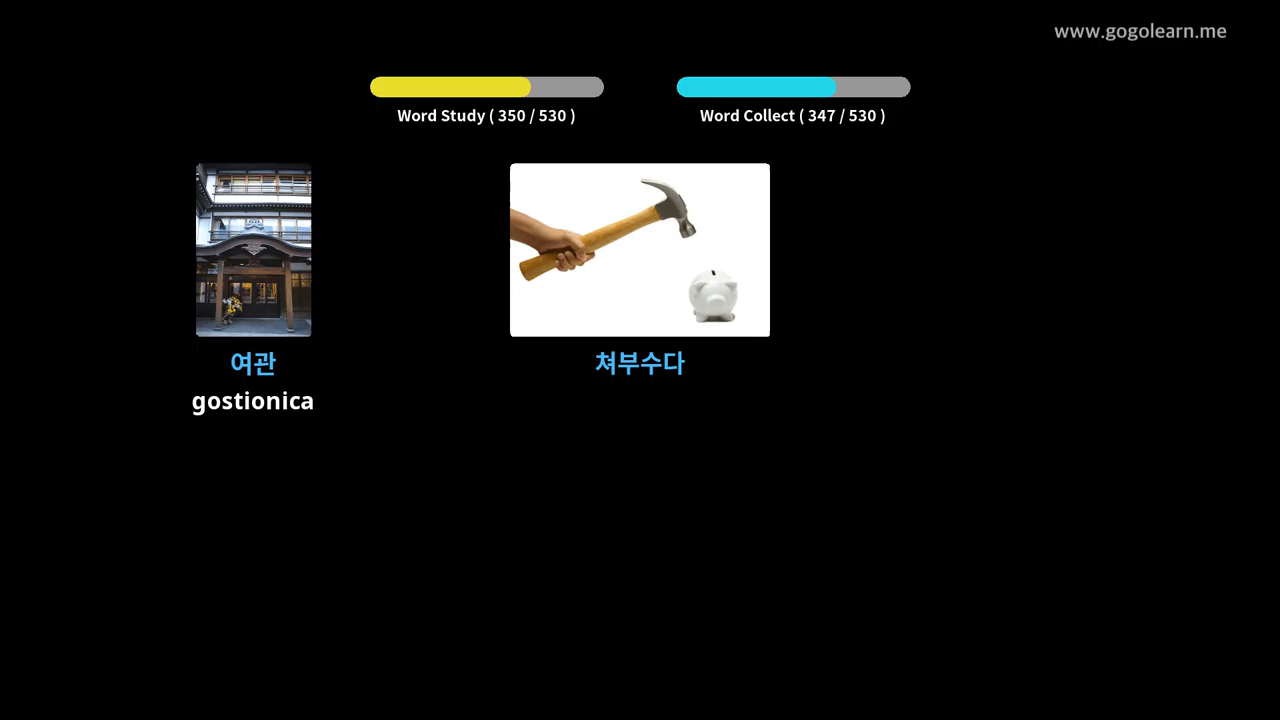 www.gogolearn.me
Word Study ( 350 / 530 )
Word Collect ( 347 / 530 )
여관
쳐부수다
gostionica